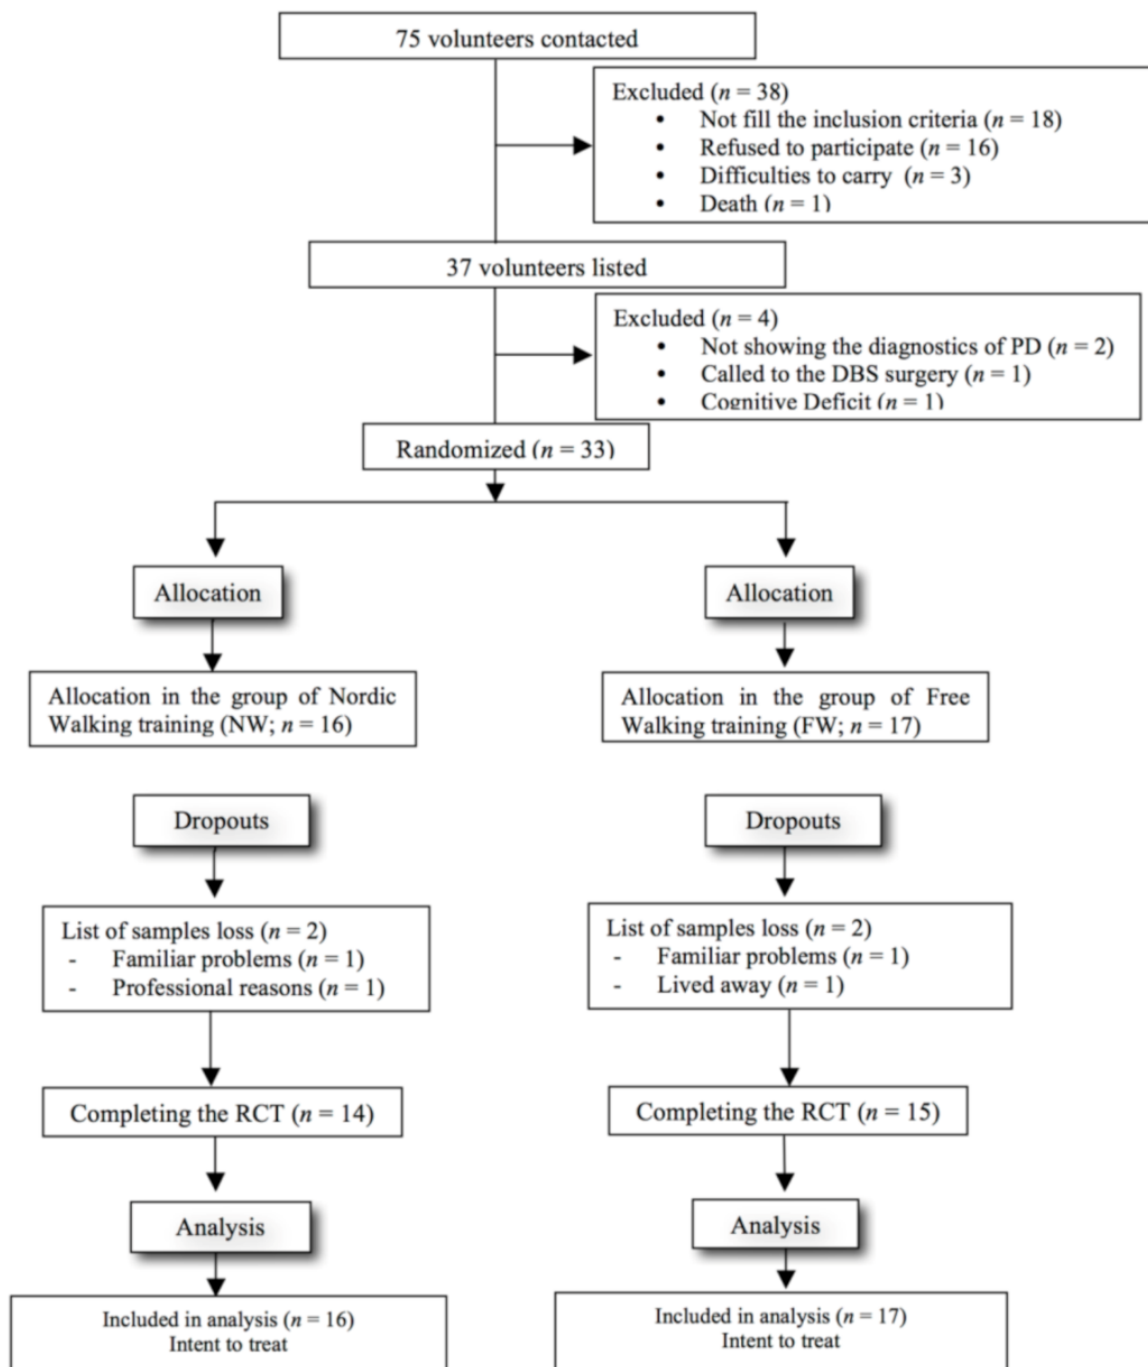 75 volunteers contacted
Excluded (n = 38)
• Not fill the inclusion criteria (n = 18)
• Refused to participate (n = 16)
• Difficulties to carry (n = 3)
• Death (n = 1)
37 volunteers listed
Excluded (n = 4)
• Not showing the diagnostics of PD (n = 2)
• Called to the DBS surgery (n = 1)
• Cognitive Deficit (n = 1)
Randomized (n = 33)
Allocation
Allocation in the group of Nordic
Walking training (NW; n = 16)
Dropouts
List of samples loss (n = 2)
- Familiar problems (n = 1)
- Professional reasons (n = 1)
Completing the RCT (n = 14)
Analysis
Included in analysis (n = 16)
Intent to treat
Allocation
Allocation in the group of Free
Walking training (FW; n = 17)
Dropouts
List of samples loss (n = 2)
- Familiar problems (n = 1)
- Lived away (n = 1)
Completing the RCT (n = 15)
Analysis
Included in analysis (n = 17)
Intent to treat